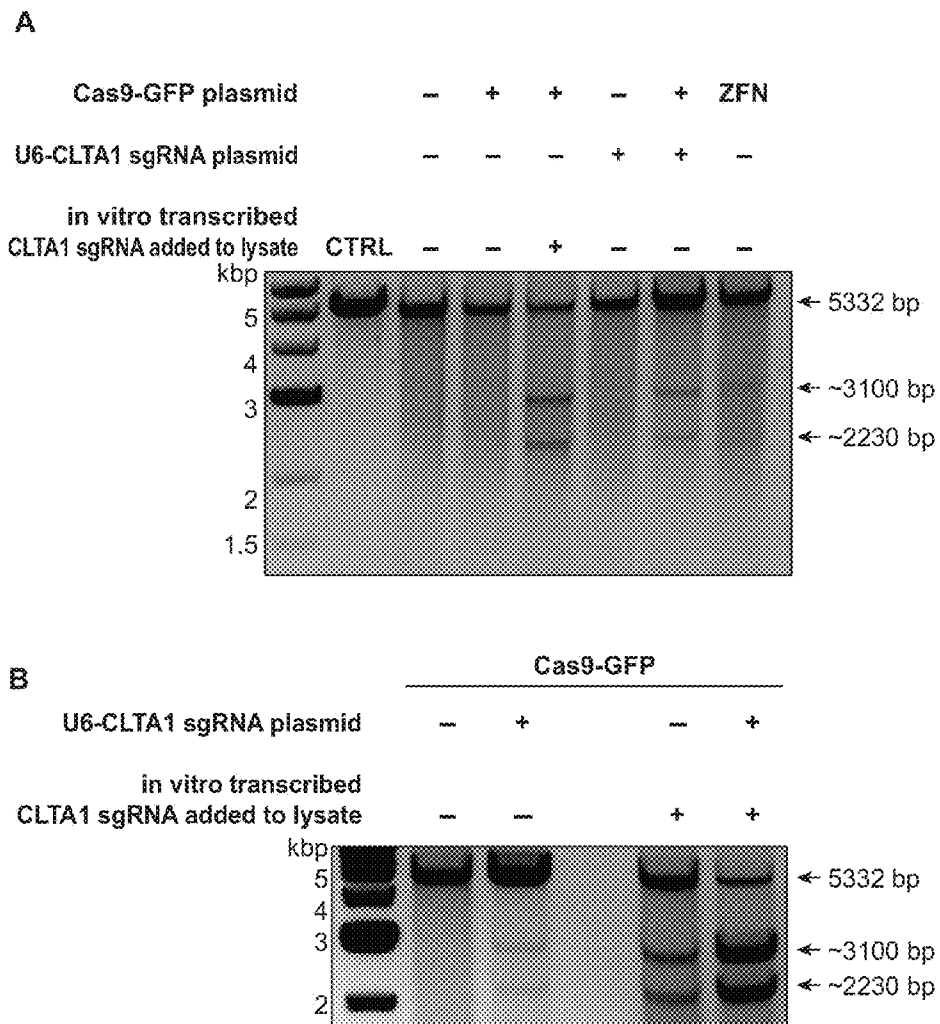 A
Cas9-GFP plasmid – + + – + ZFN
U6-CLTA1 sgRNA plasmid – – – + + –
in vitro transcribed
CLTA1 sgRNA added to lysate CTRL – – + – – –
kbp
5332 bp
5
4
~3100 bp
3
~2230 bp
2
1.5
B
Cas9-GFP
U6-CLTA1 sgRNA plasmid – + – +
in vitro transcribed
CLTA1 sgRNA added to lysate – – + +
kbp
5 5332 bp
4
3 ~3100 bp
~2230 bp
2